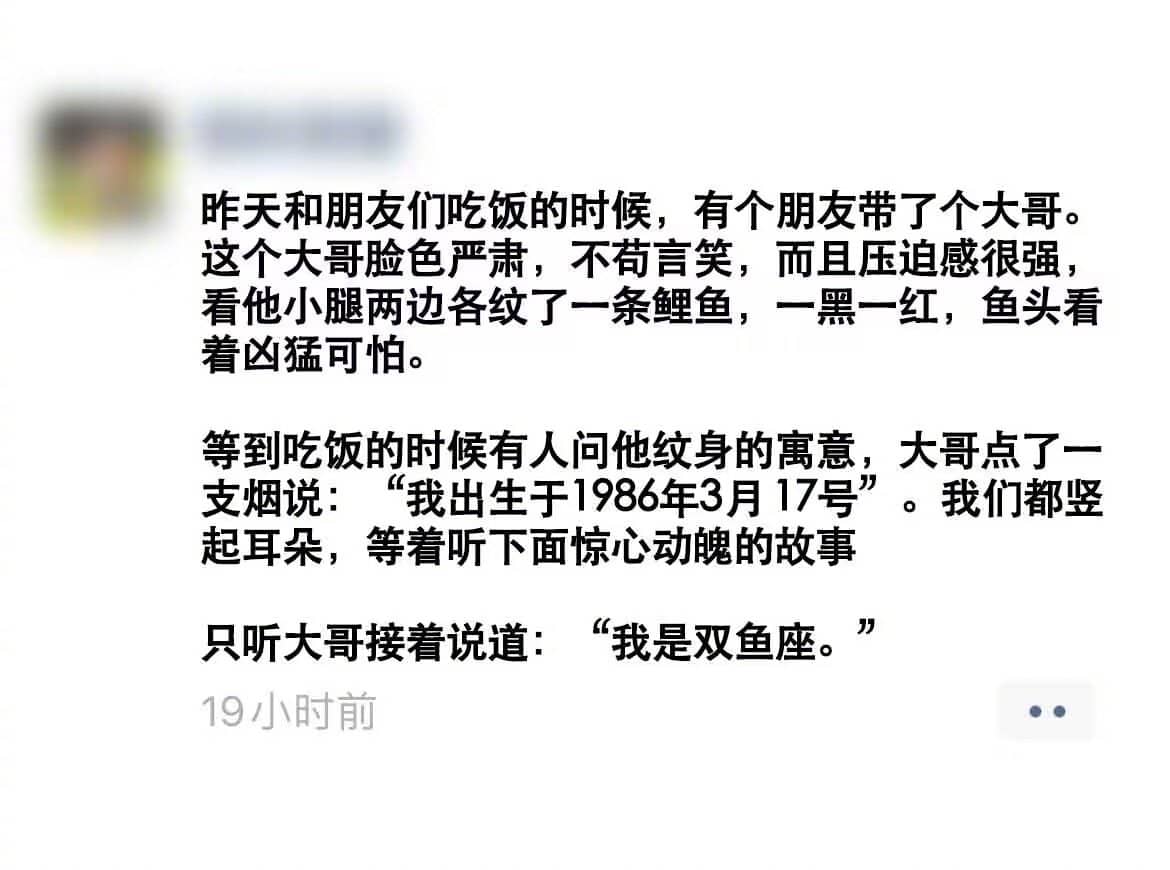 昨天和朋友们吃饭的时候，有个朋友带了个大哥。
这个大哥脸色严肃，不苟言笑，而且压迫感很强，
看他小腿两边各纹了一条鲤鱼，一黑一红，鱼头看
着凶猛可怕。
等到吃饭的时候有人问他纹身的寓意，大哥点了一
支烟说：“我出生于1986年3月17号”。我们都竖
起耳朵，等着听下面惊心动魄的故事
只听大哥接着说道：“我是双鱼座。”
19小时前